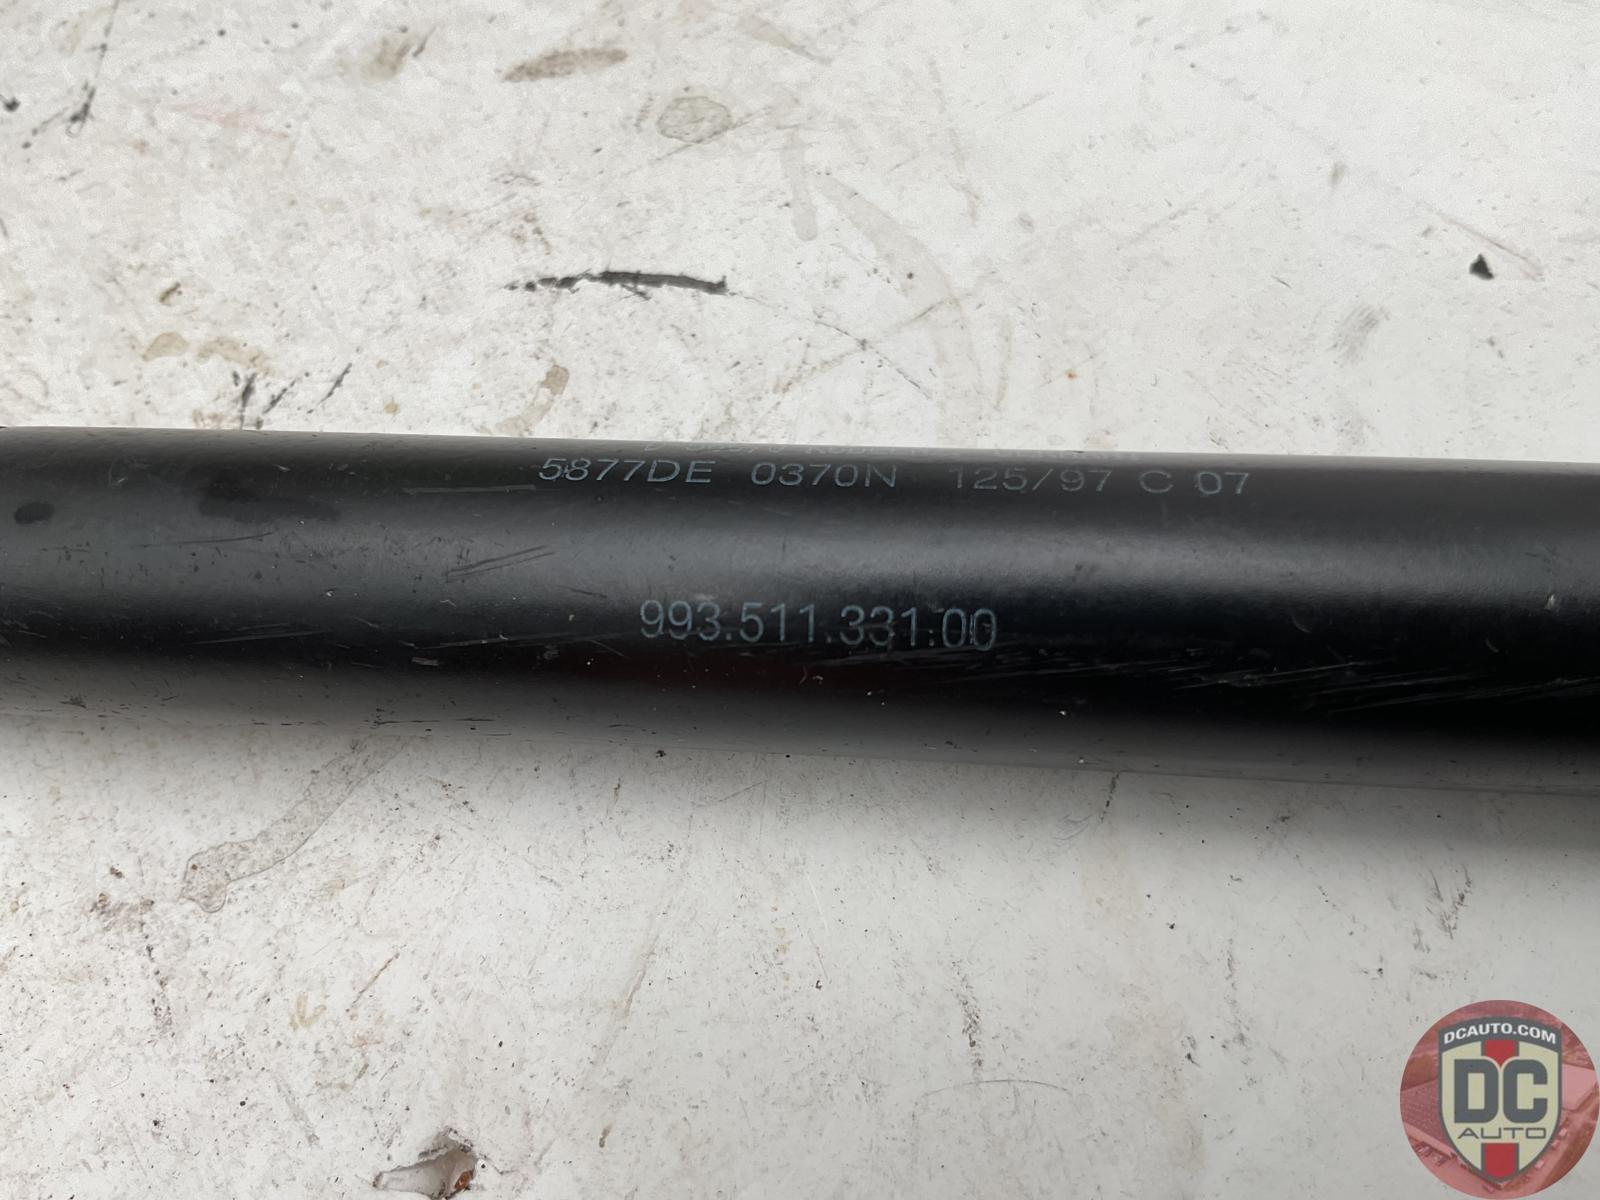 5877DE 0370N 125/97 C 07
993.511.331.00
DCAUTO.COM
DC
AUTO